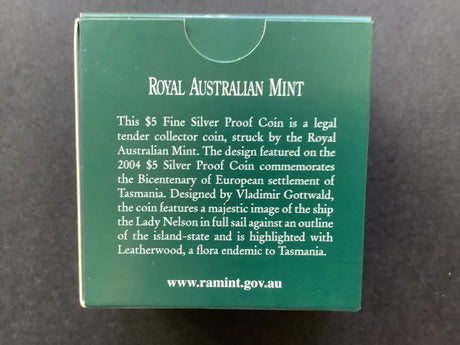 ROYAL AUSTRALIAN MINT
This $5 Fine Silver Proof Coin is a legal
tender collector coin, struck by the Royal
Australian Mint. The design featured on the
2004 $5 Silver Proof Coin commemorates
the Bicentenary of European settlement of
Tasmania. Designed by Vladimir Gottwald,
the coin features a majestic image of the ship
the Lady Nelson in full sail against an outline
of the island-state and is highlighted with
Leatherwood, a flora endemic to Tasmania.
www.ramint.gov.au